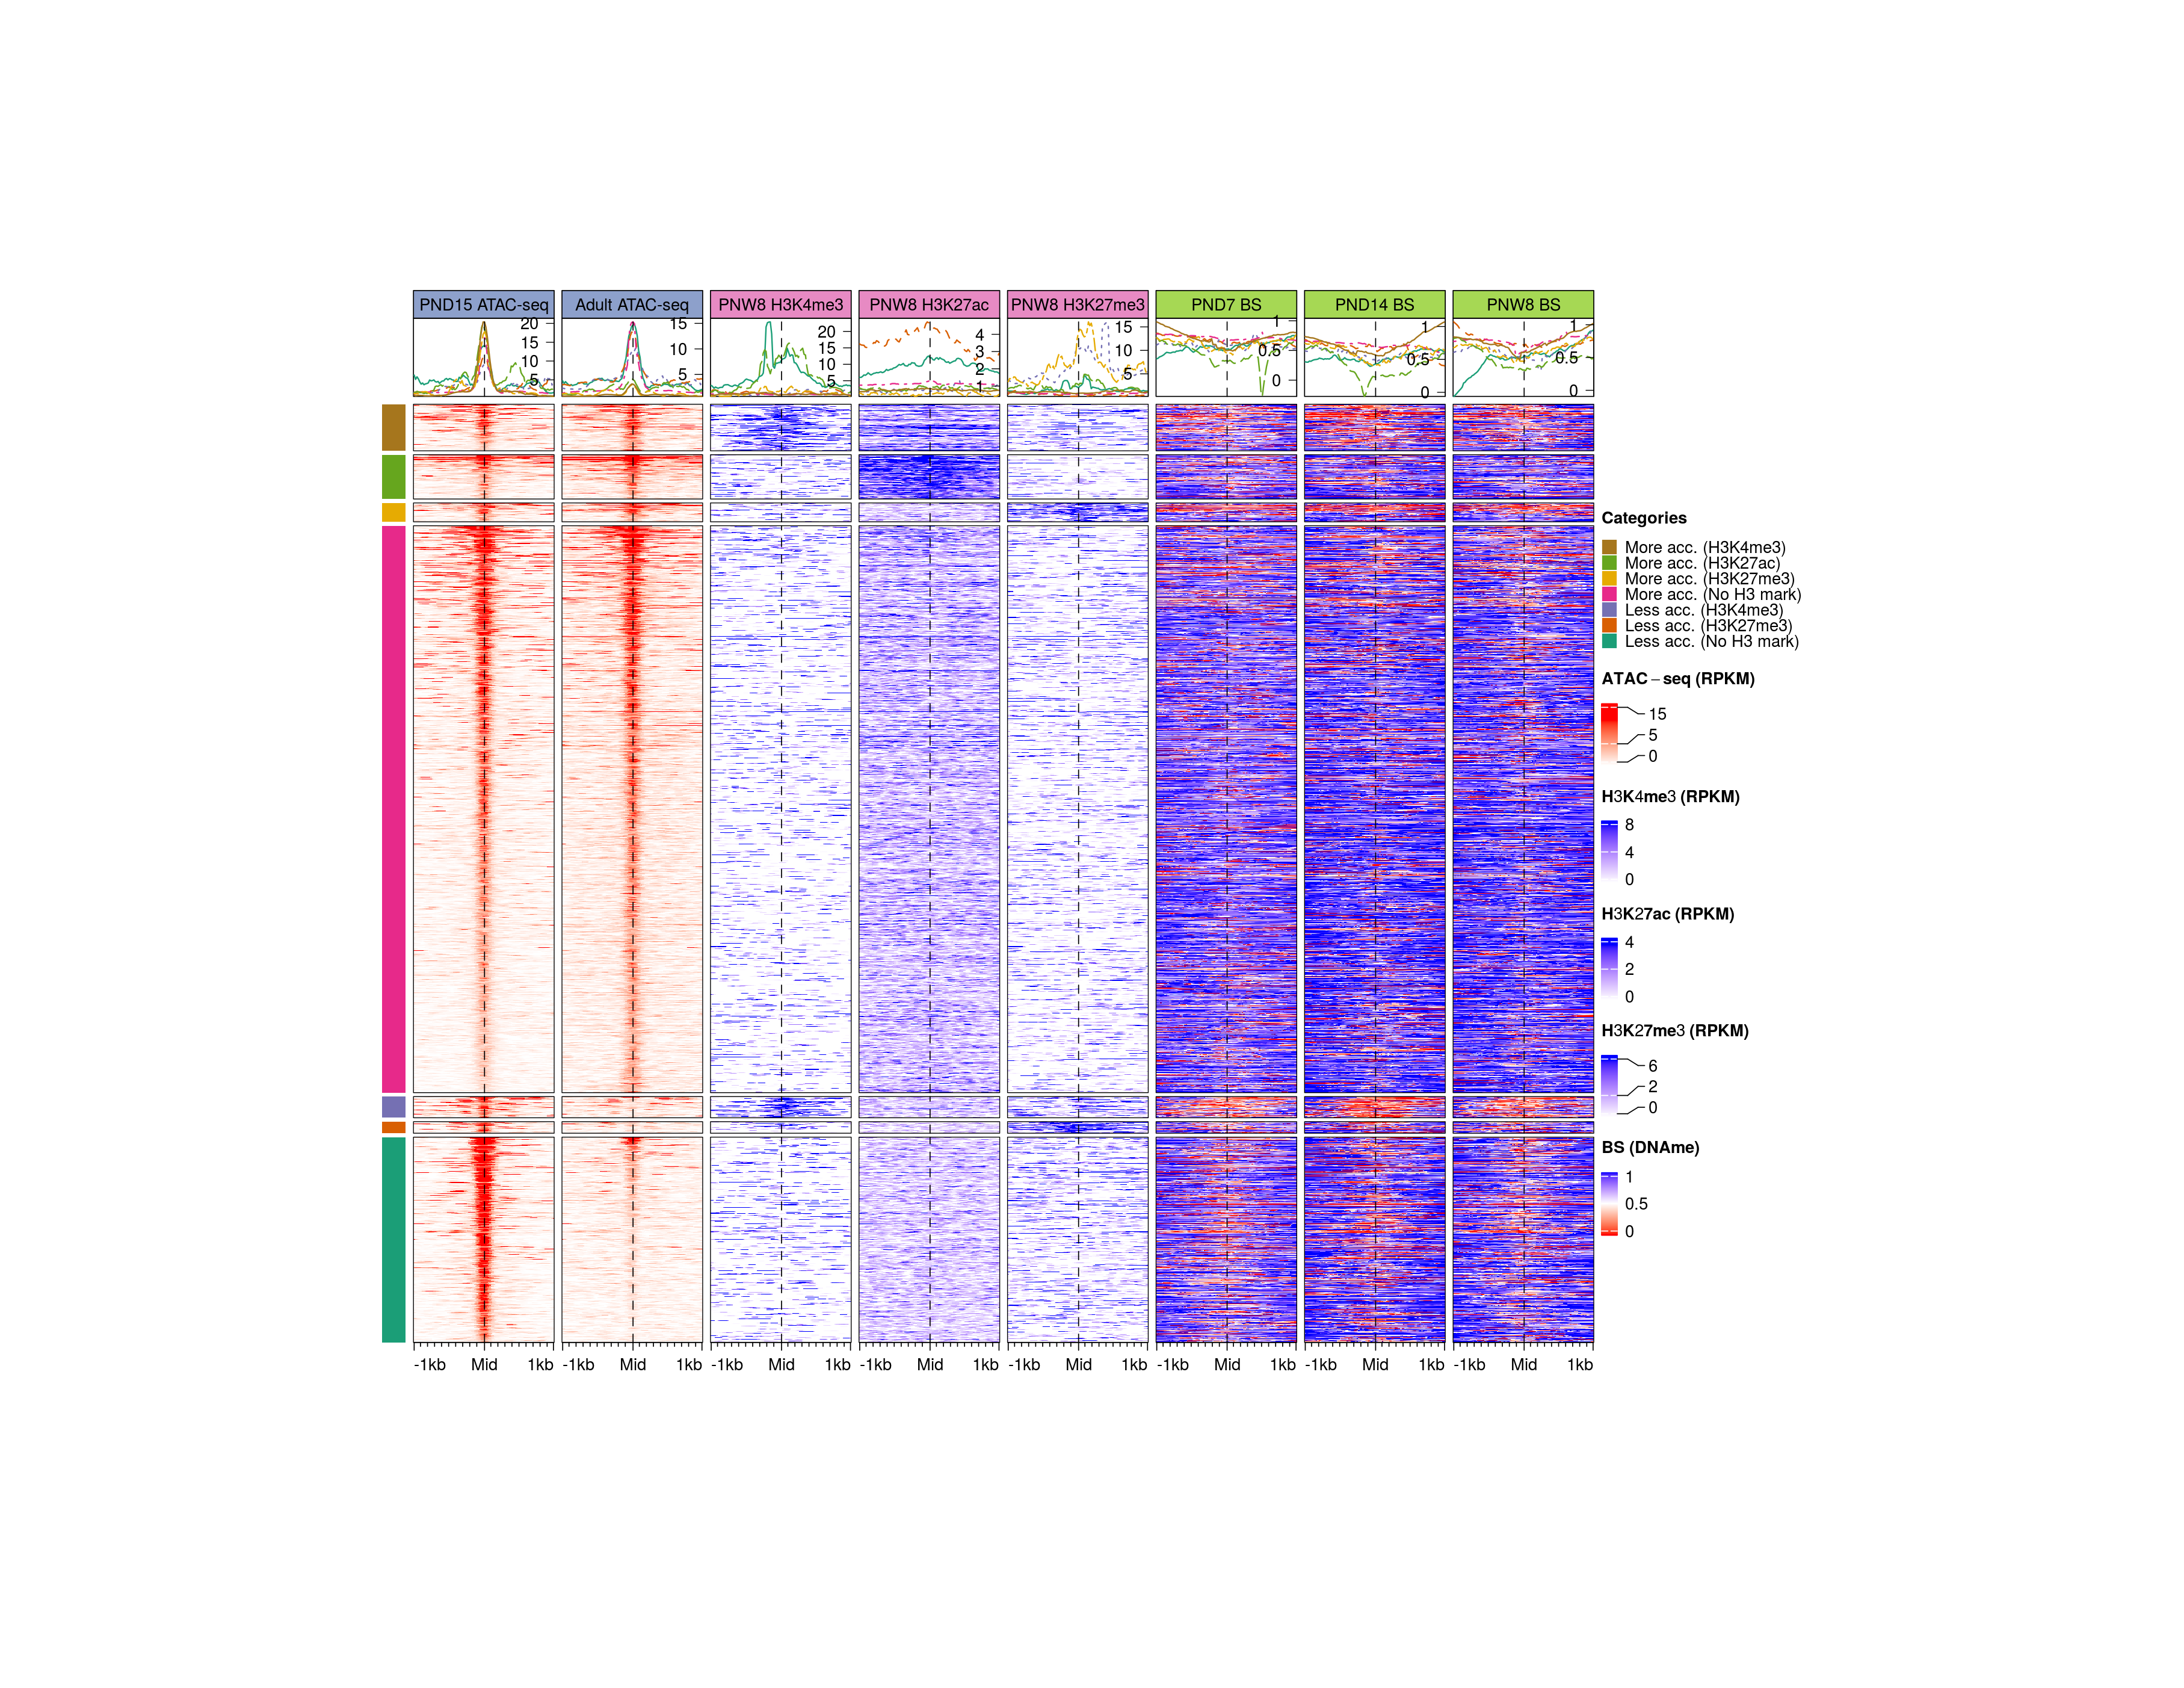 PND15 ATAC-seq Adult ATAC-seq PNW8 H3K4me3 PNW8 H3K27ac PNW8 H3K27me3 PND7 BS PND14 BS PNW8 BS
20 15 10 5
15 10 5
20 15 10 5
4 3 2 1
15 10 5
1 0.5 0
1 0.5 0
1 0.5 0
Categories
More acc. (H3K4me3)
More acc. (H3K27ac)
More acc. (H3K27me3)
More acc. (No H3 mark)
Less acc. (H3K4me3)
Less acc. (H3K27me3)
Less acc. (No H3 mark)
ATAC−seq (RPKM)
15
5
0
H3K4me3 (RPKM)
8
4
0
H3K27ac (RPKM)
4
2
0
H3K27me3 (RPKM)
6
2
0
BS (DNAme)
1
0.5
0
-1kb Mid 1kb -1kb Mid 1kb -1kb Mid 1kb -1kb Mid 1kb -1kb Mid 1kb -1kb Mid 1kb -1kb Mid 1kb -1kb Mid 1kb